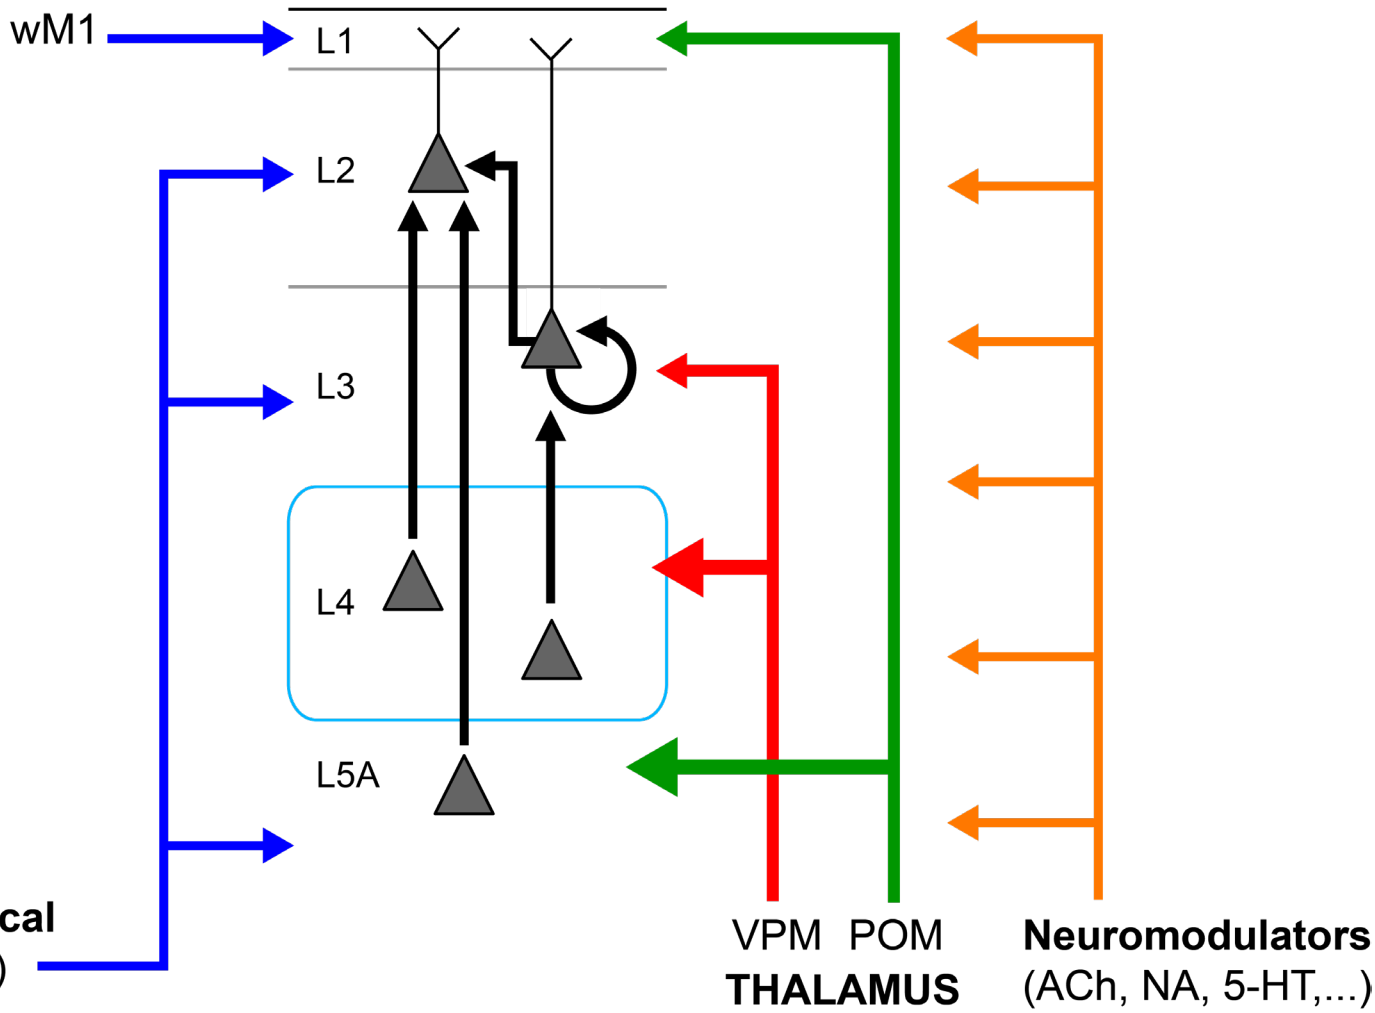 wM1
L1
L2
L3
L4
L5A
cal
)
VPM POM
THALAMUS
Neuromodulators
(ACh, NA, 5-HT,...)